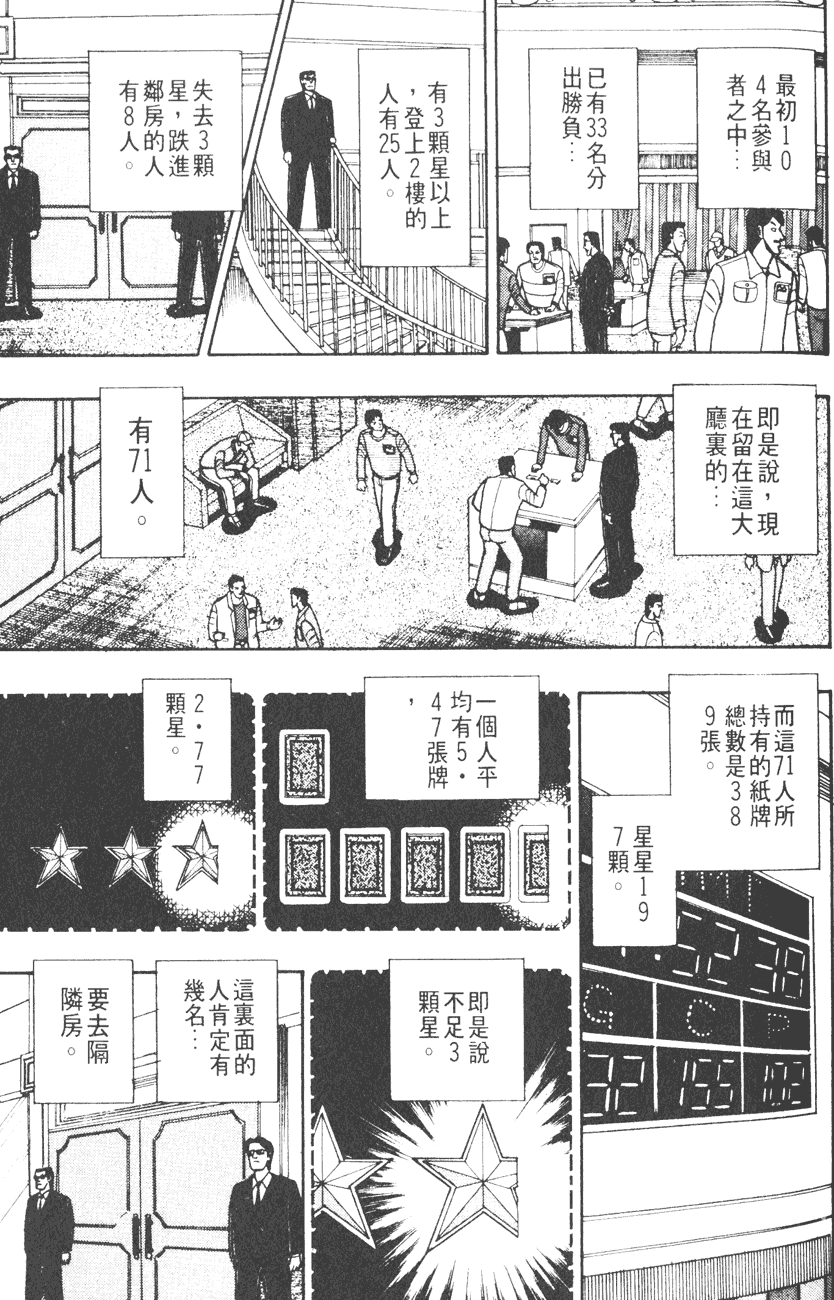 最初10
4名參與
者之中…
已有33名分
出勝負…
有3顆星以上
，登上2樓的
人有25人。
失去3顆
星，跌進
鄰房的人
有8人。
即是說，現
在留在這大
廳裏的…
有71人。
而這71人所
持有的紙牌
總數是38
9張。
星星19
7顆。
G C P
132 155 102
一個人平
均有5・
47張牌
，
2・77
顆星。
即是說
不足3
顆星。
這裏面的
人肯定有
幾名…
要去隔
隣房。